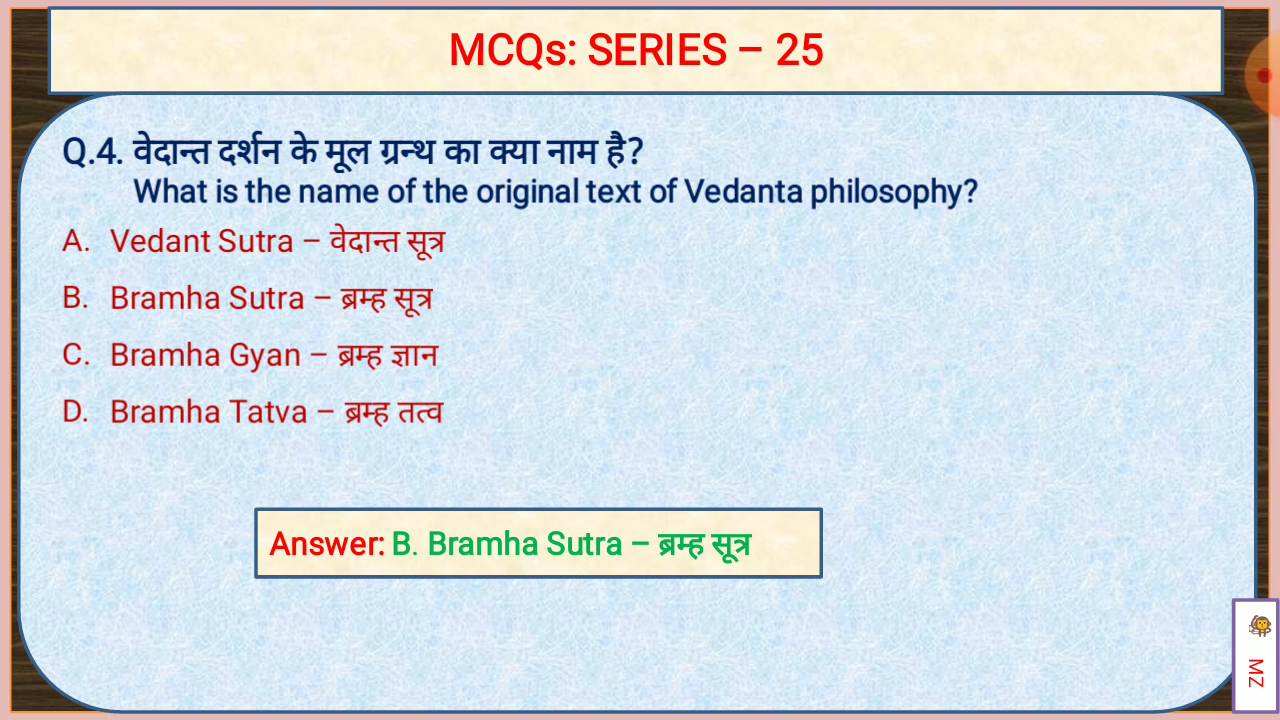 MCQs: SERIES – 25
Q.4. वेदान्त दर्शन के मूल ग्रन्थ का क्या नाम है?
What is the name of the original text of Vedanta philosophy?
A. Vedant Sutra – वेदान्त सूत्र
B. Bramha Sutra – ब्रम्ह सूत्र
C. Bramha Gyan – ब्रम्ह ज्ञान
D. Bramha Tatva – ब्रम्ह तत्व
Answer: B. Bramha Sutra – ब्रम्ह सूत्र
MZ